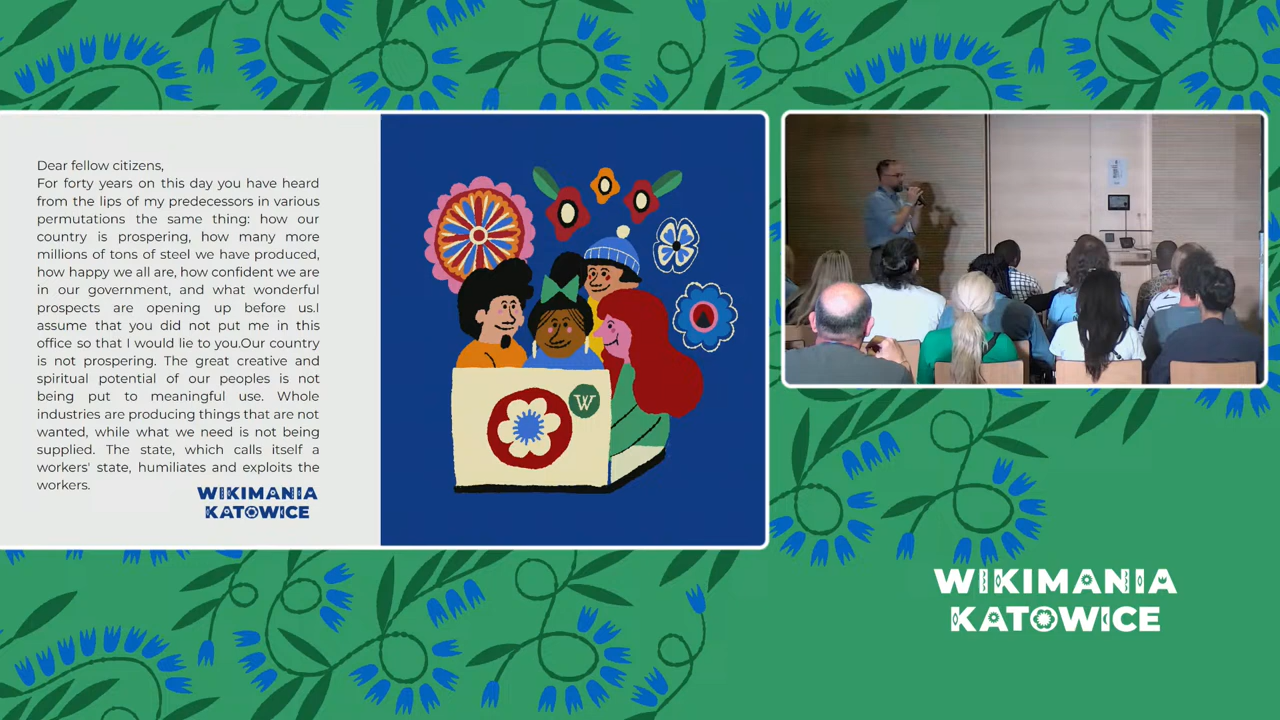 Dear fellow citizens,
For forty years on this day you have heard
from the lips of my predecessors in various
permutations the same thing: how our
country is prospering, how many more
millions of tons of steel we have produced,
how happy we all are, how confident we are
in our government, and what wonderful
prospects are opening up before us.I
assume that you did not put me in this
office so that I would lie to you.Our country
is not prospering. The great creative and
spiritual potential of our peoples is not
being put to meaningful use. Whole
industries are producing things that are not
wanted, while what we need is not being
supplied. The state, which calls itself a
workers' state, humiliates and exploits the
workers.
WIKIMANIA
KATOWICE
W
WIKIMANIA
KATOWICE